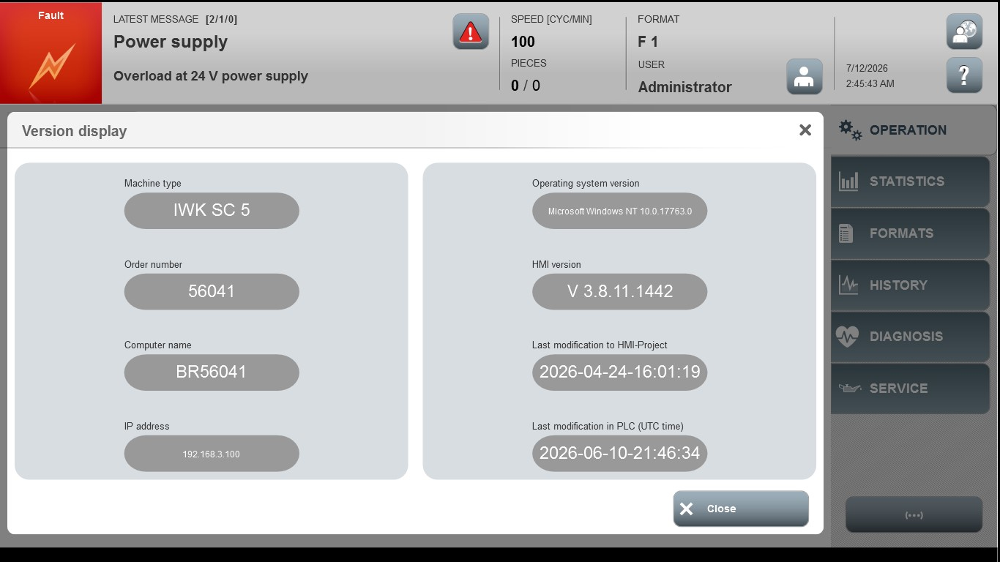 Fault
LATEST MESSAGE [2/1/0]
Power supply
Overload at 24 V power supply
SPEED [CYC/MIN]
100
PIECES
0 / 0
FORMAT
F 1
USER
Administrator
7/12/2026
2:45:43 AM
?
Version display
Machine type
IWK SC 5
Order number
56041
Computer name
BR56041
IP address
192.168.3.100
Operating system version
Microsoft Windows NT 10.0.17763.0
HMI version
V 3.8.11.1442
Last modification to HMI-Project
2026-04-24-16:01:19
Last modification in PLC (UTC time)
2026-06-10-21:46:34
Close
OPERATION
STATISTICS
FORMATS
HISTORY
DIAGNOSIS
SERVICE
(•••)